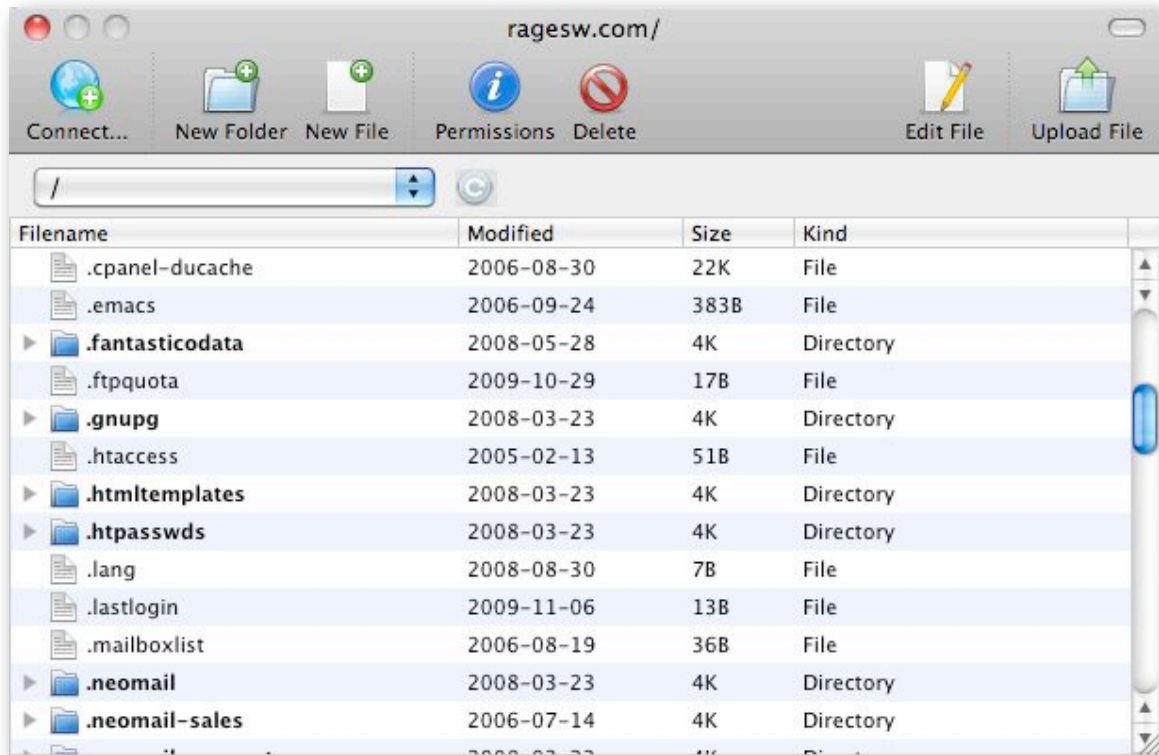 ragesw.com/
Connect... New Folder New File Permissions Delete Edit File Upload File
/
Filename Modified Size Kind
.cpanel-ducache 2006-08-30 22K File
.emacs 2006-09-24 383B File
.fantasticodata 2008-05-28 4K Directory
.ftpquota 2009-10-29 17B File
.gnupg 2008-03-23 4K Directory
.htaccess 2005-02-13 51B File
.htmltemplates 2008-03-23 4K Directory
.htpasswds 2008-03-23 4K Directory
.lang 2008-08-30 7B File
.lastlogin 2009-11-06 13B File
.mailboxlist 2006-08-19 36B File
.neomail 2008-03-23 4K Directory
.neomail-sales 2006-07-14 4K Directory